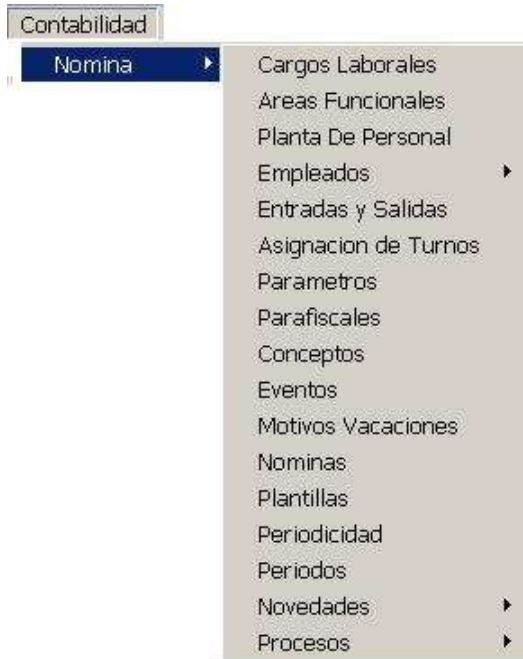 Contabilidad
Nomina
Cargos Laborales
Areas Funcionales
Planta De Personal
Empleados
Entradas y Salidas
Asignacion de Turnos
Parametros
Parafiscales
Conceptos
Eventos
Motivos Vacaciones
Nominas
Plantillas
Periodicidad
Periodos
Novedades
Procesos